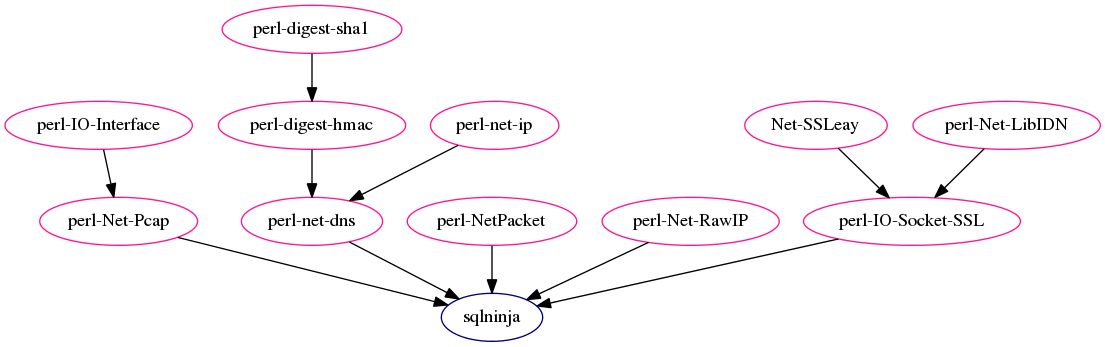 perl-digest-sha1
perl-IO-Interface
perl-digest-hmac
perl-net-ip
Net-SSLeay
perl-Net-LibIDN
perl-Net-Pcap
perl-net-dns
perl-NetPacket
perl-Net-RawIP
perl-IO-Socket-SSL
sqlninja